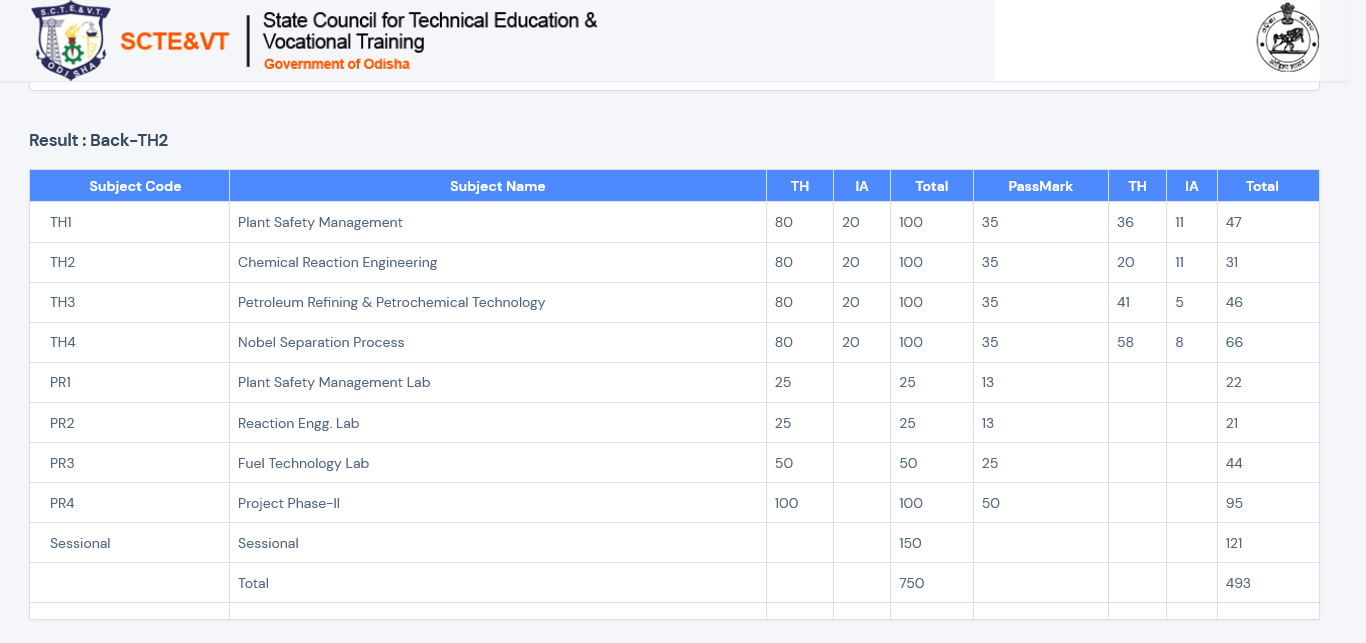 S.C.T.E.&V.T.
ODISHA
SCTE&VT
State Council for Technical Education &
Vocational Training
Government of Odisha
Result : Back-TH2
Subject Code Subject Name TH IA Total PassMark TH IA Total
TH1 Plant Safety Management 80 20 100 35 36 11 47
TH2 Chemical Reaction Engineering 80 20 100 35 20 11 31
TH3 Petroleum Refining & Petrochemical Technology 80 20 100 35 41 5 46
TH4 Nobel Separation Process 80 20 100 35 58 8 66
PR1 Plant Safety Management Lab 25 25 13 22
PR2 Reaction Engg. Lab 25 25 13 21
PR3 Fuel Technology Lab 50 50 25 44
PR4 Project Phase-II 100 100 50 95
Sessional Sessional 150 121
Total 750 493